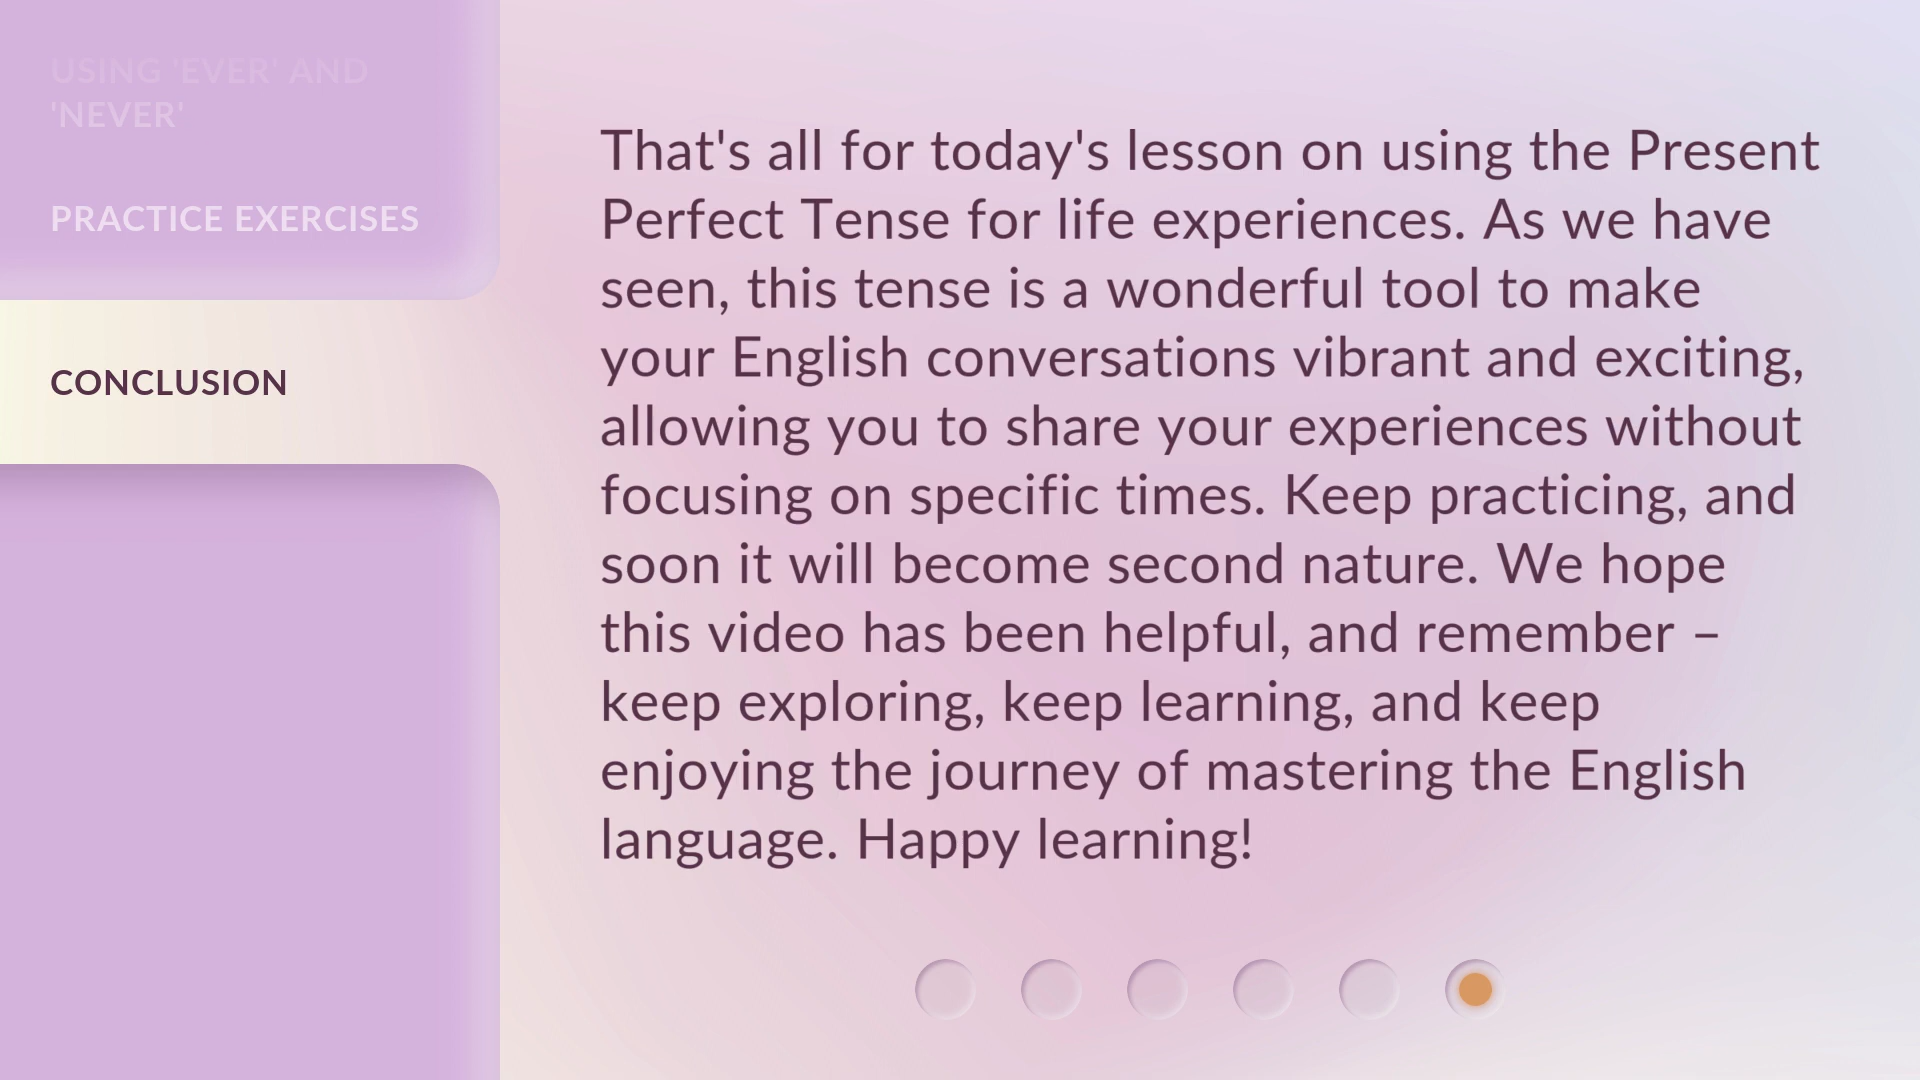 USING 'EVER' AND
'NEVER'
PRACTICE EXERCISES
CONCLUSION
That's all for today's lesson on using the Present
Perfect Tense for life experiences. As we have
seen, this tense is a wonderful tool to make
your English conversations vibrant and exciting,
allowing you to share your experiences without
focusing on specific times. Keep practicing, and
soon it will become second nature. We hope
this video has been helpful, and remember –
keep exploring, keep learning, and keep
enjoying the journey of mastering the English
language. Happy learning!